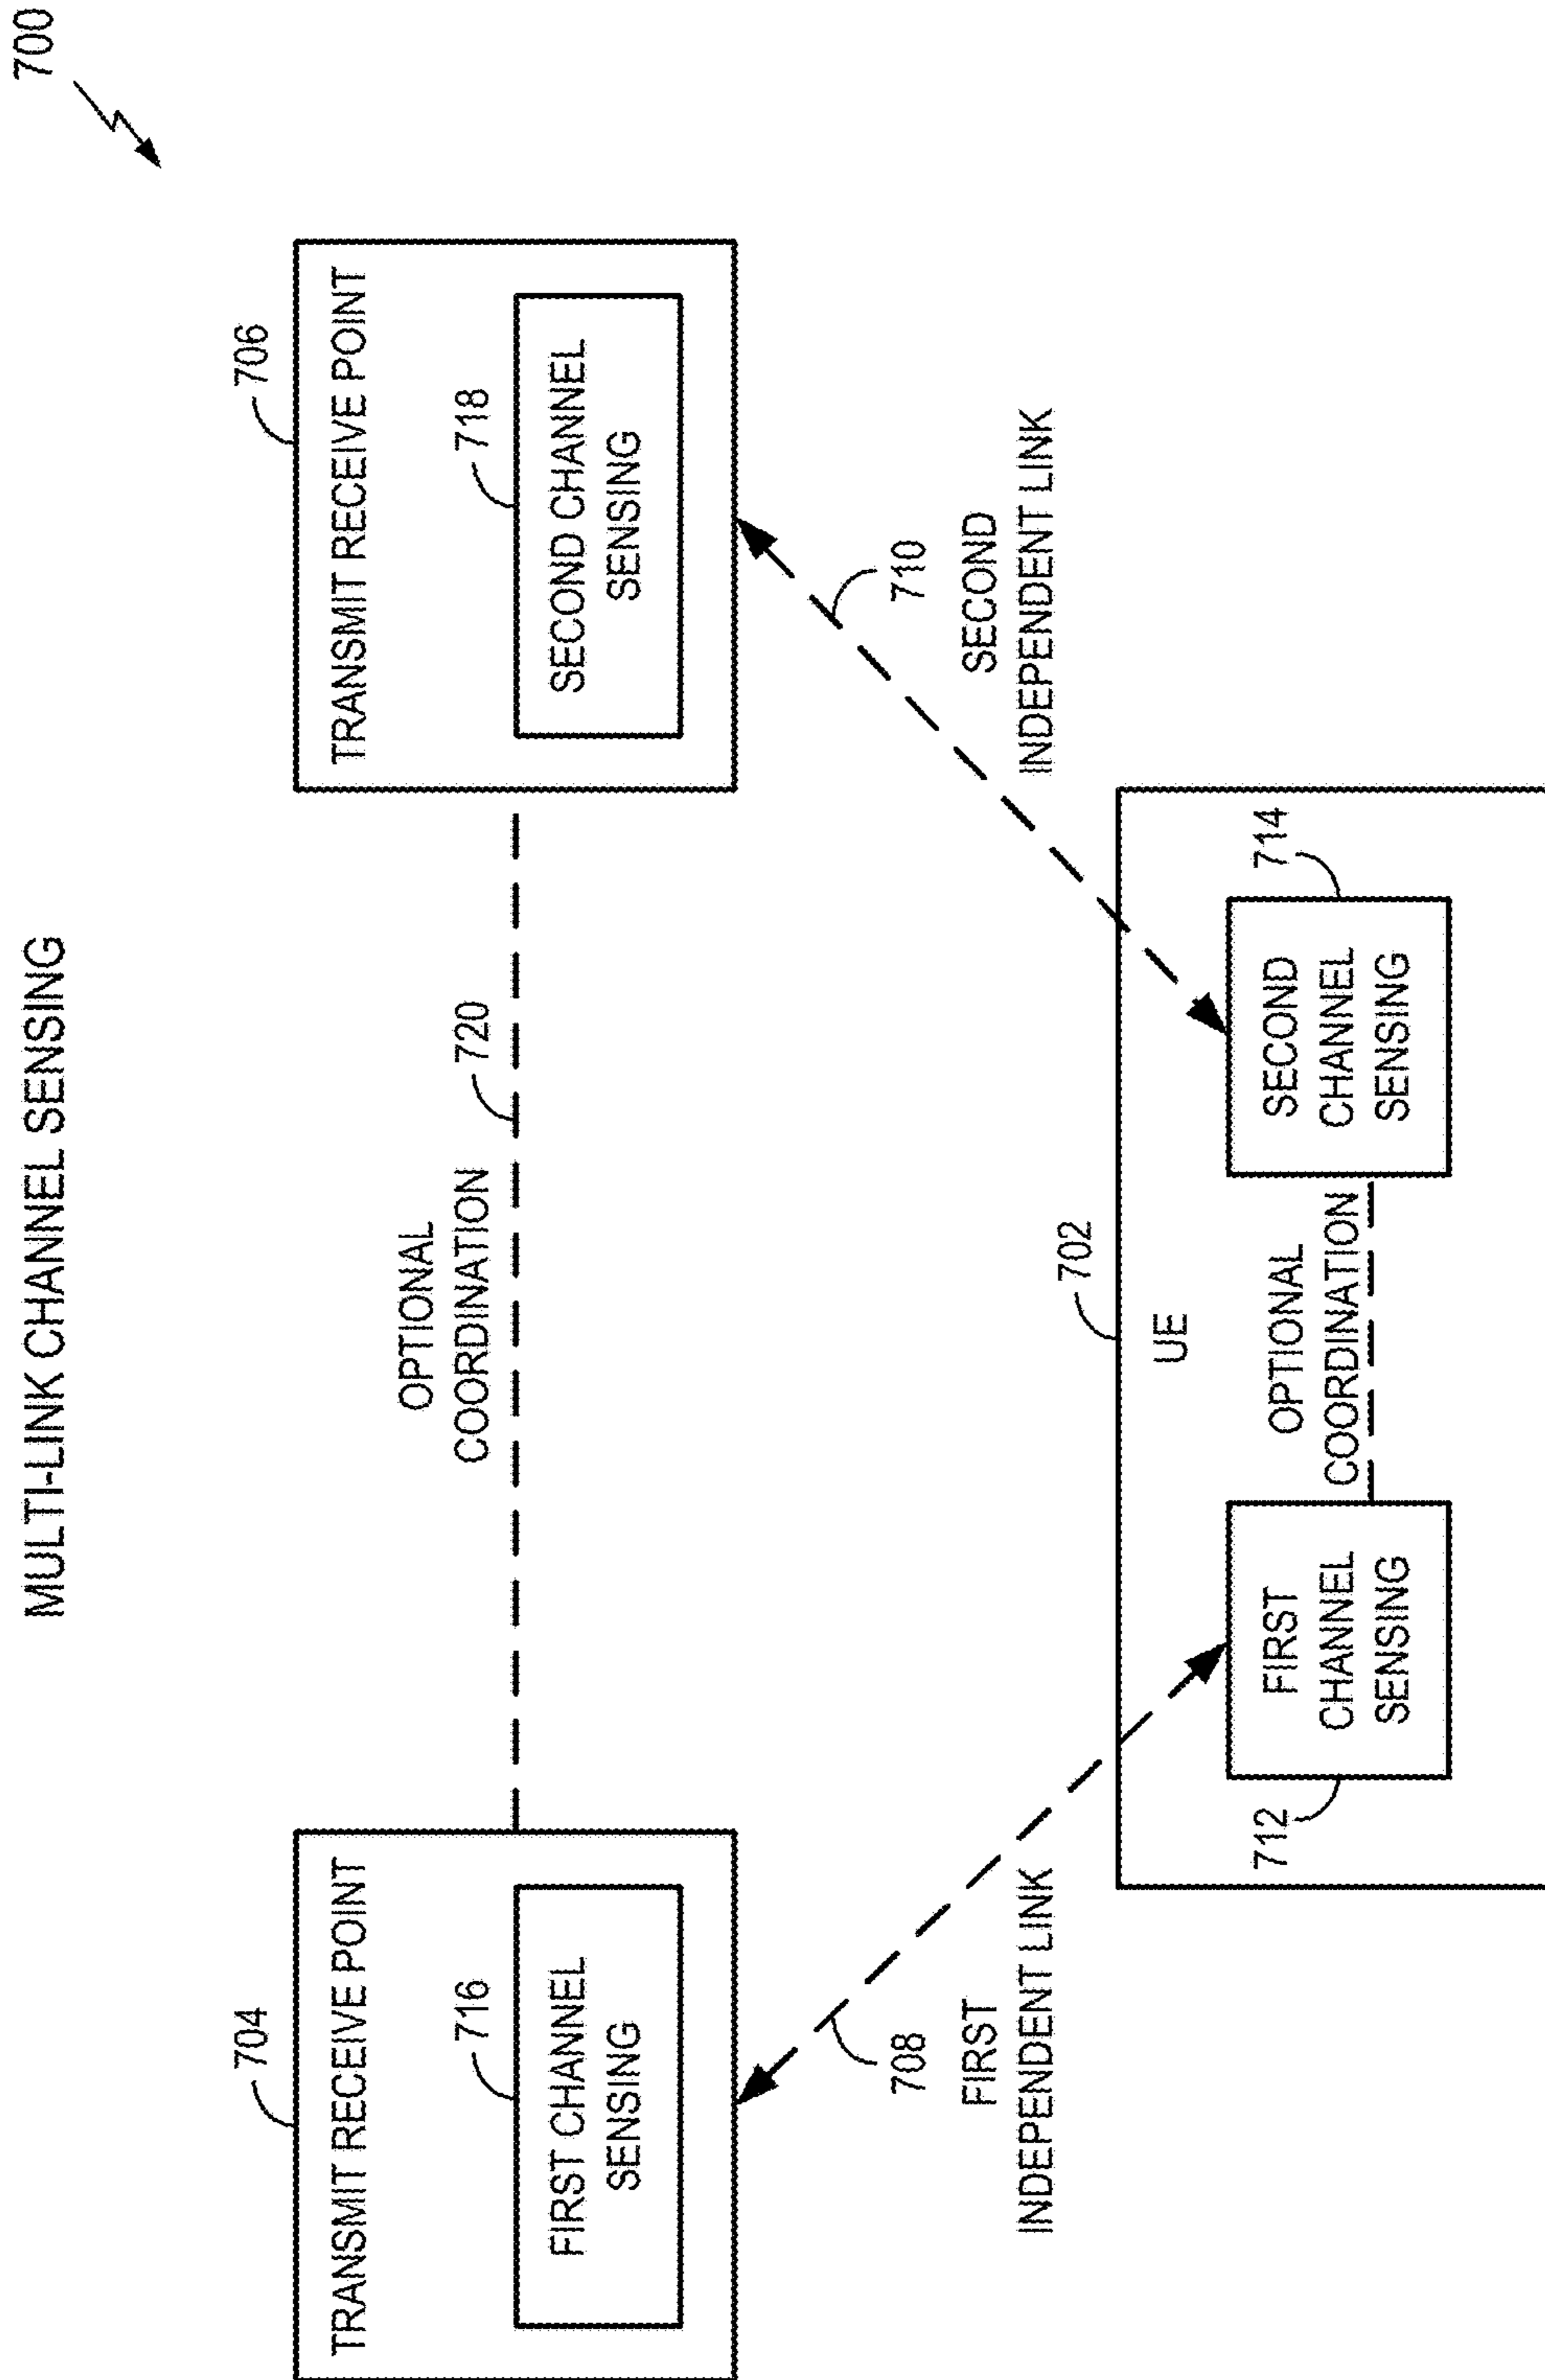 MULTI-LINK CHANNEL SENSING
700
704
TRANSMIT RECEIVE POINT
716
FIRST CHANNEL
SENSING
706
TRANSMIT RECEIVE POINT
718
SECOND CHANNEL
SENSING
OPTIONAL
COORDINATION
720
708
FIRST
INDEPENDENT LINK
710
SECOND
INDEPENDENT LINK
702
UE
712
FIRST
CHANNEL
SENSING
OPTIONAL
COORDINATION
714
SECOND
CHANNEL
SENSING